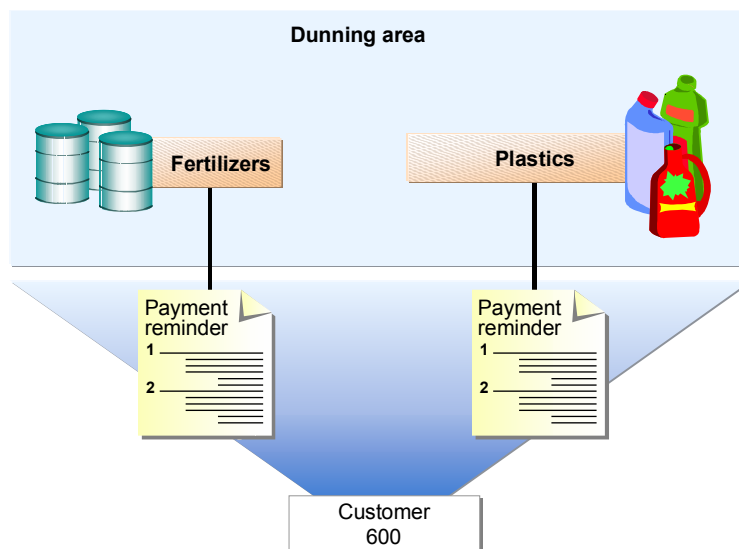 Dunning area
Fertilizers
Plastics
Payment
reminder
1
2
Payment
reminder
1
2
Customer
600